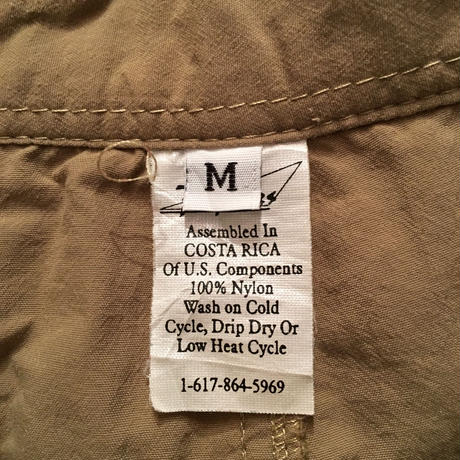 M
Assembled In
COSTA RICA
Of U.S. Components
100% Nylon
Wash on Cold
Cycle, Drip Dry Or
Low Heat Cycle
1-617-864-5969